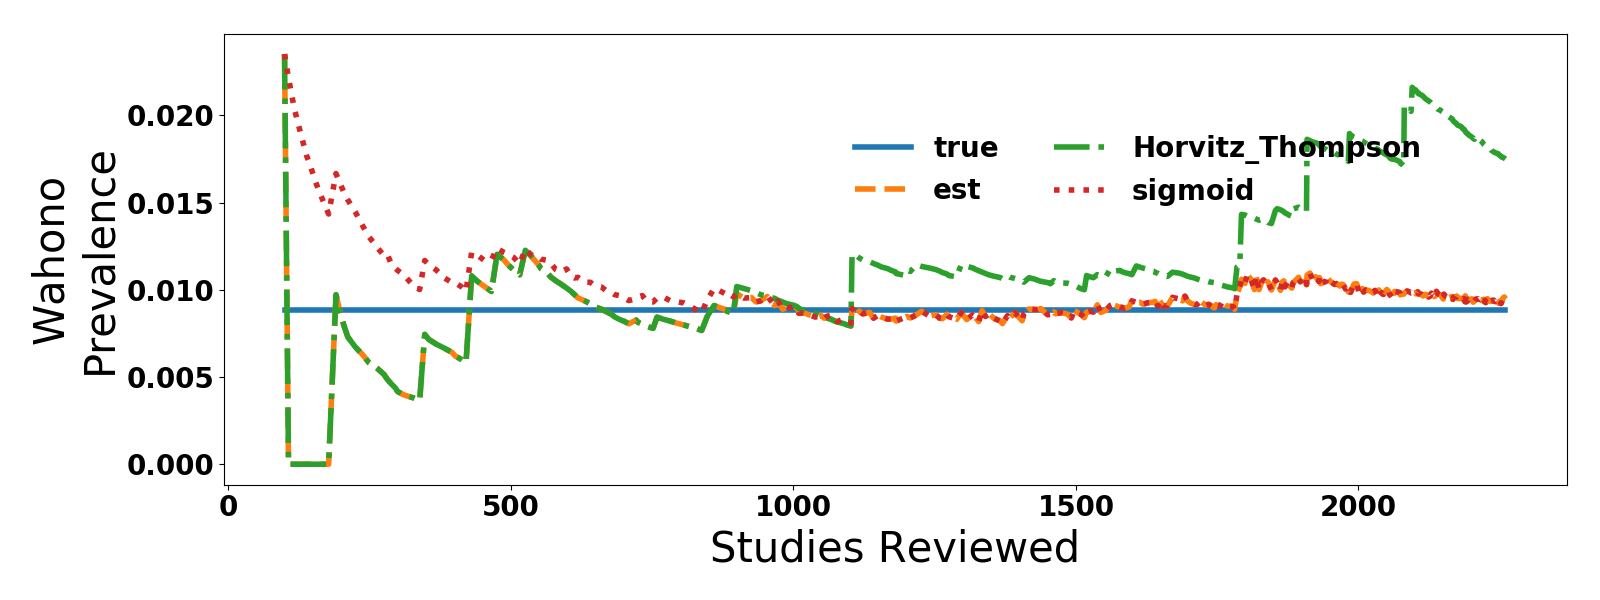 Wahono
Prevalence
0.020
0.015
0.010
0.005
0.000
true
est
Horvitz_Thompson
sigmoid
0
500
1000
1500
2000
Studies Reviewed